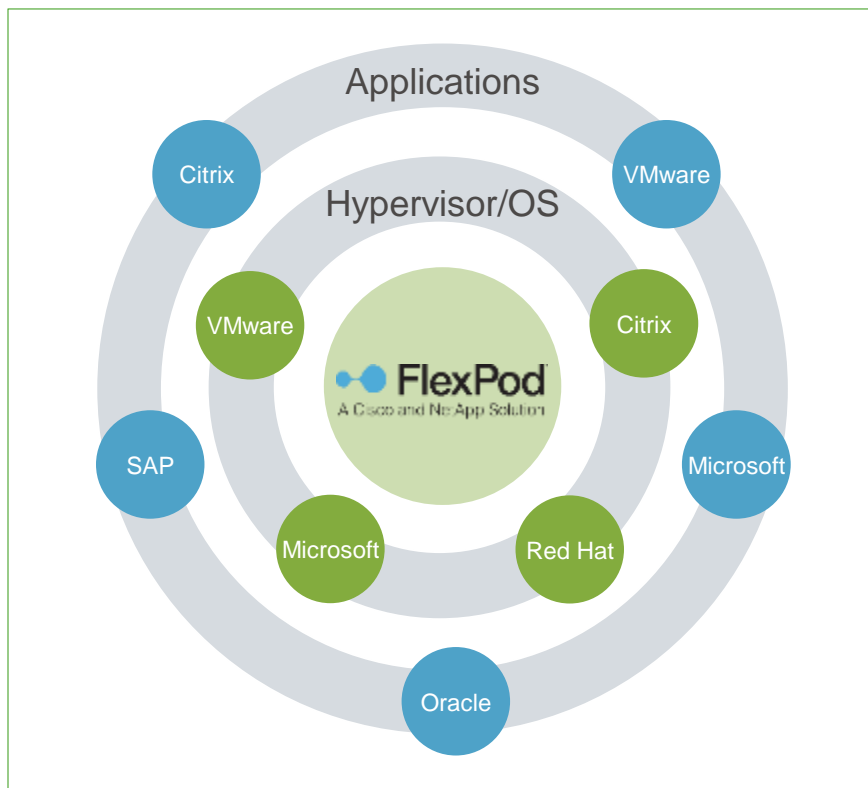 Applications
Citrix
VMware
Hypervisor/OS
VMware
Citrix
FlexPod
A Cisco and NetApp Solution
SAP
Microsoft
Microsoft
Red Hat
Oracle